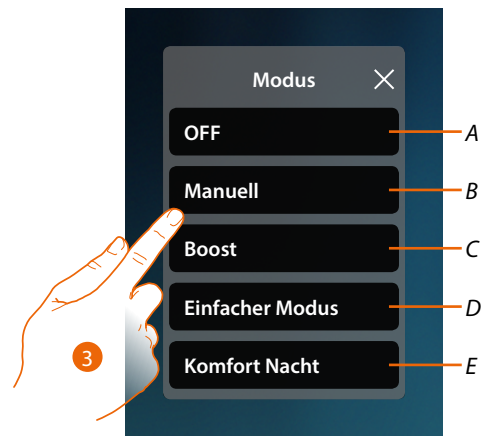 Modus
OFF A
Manuell B
Boost C
Einfacher Modus D
3
Komfort Nacht E